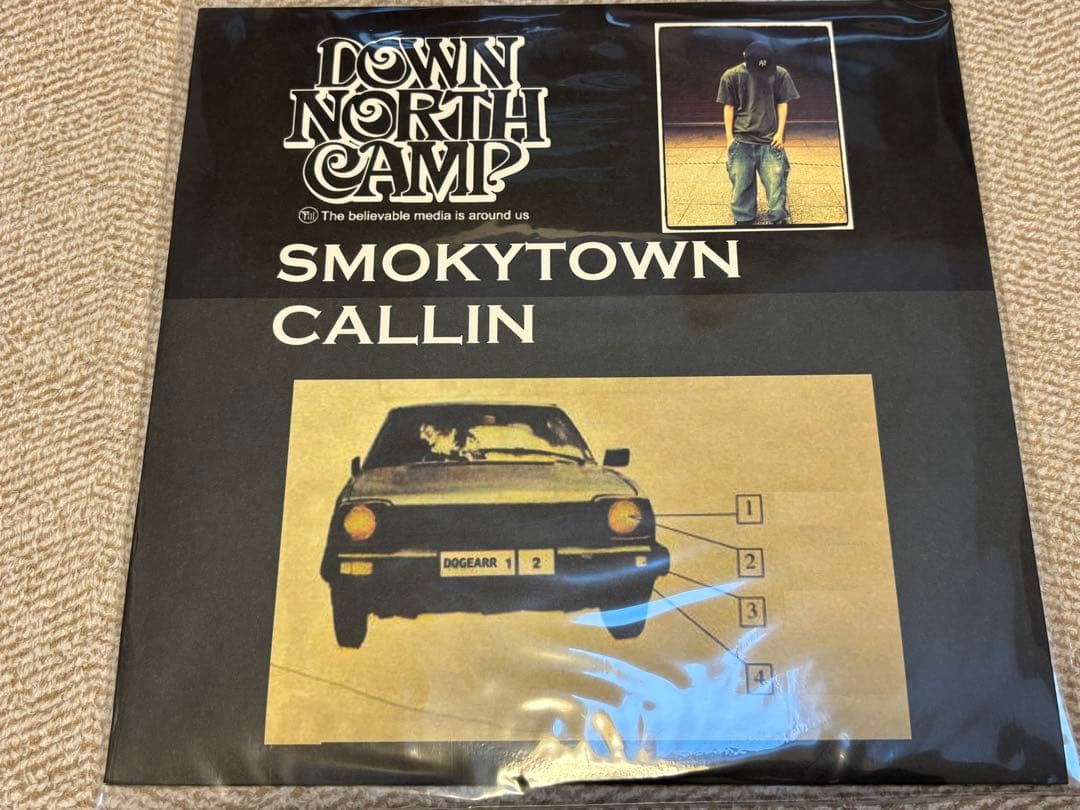 DOWN
NORTH
CAMP
The believable media is around us
SMOKYTOWN
CALLIN
DOGEARR 1 2
1
2
3
4